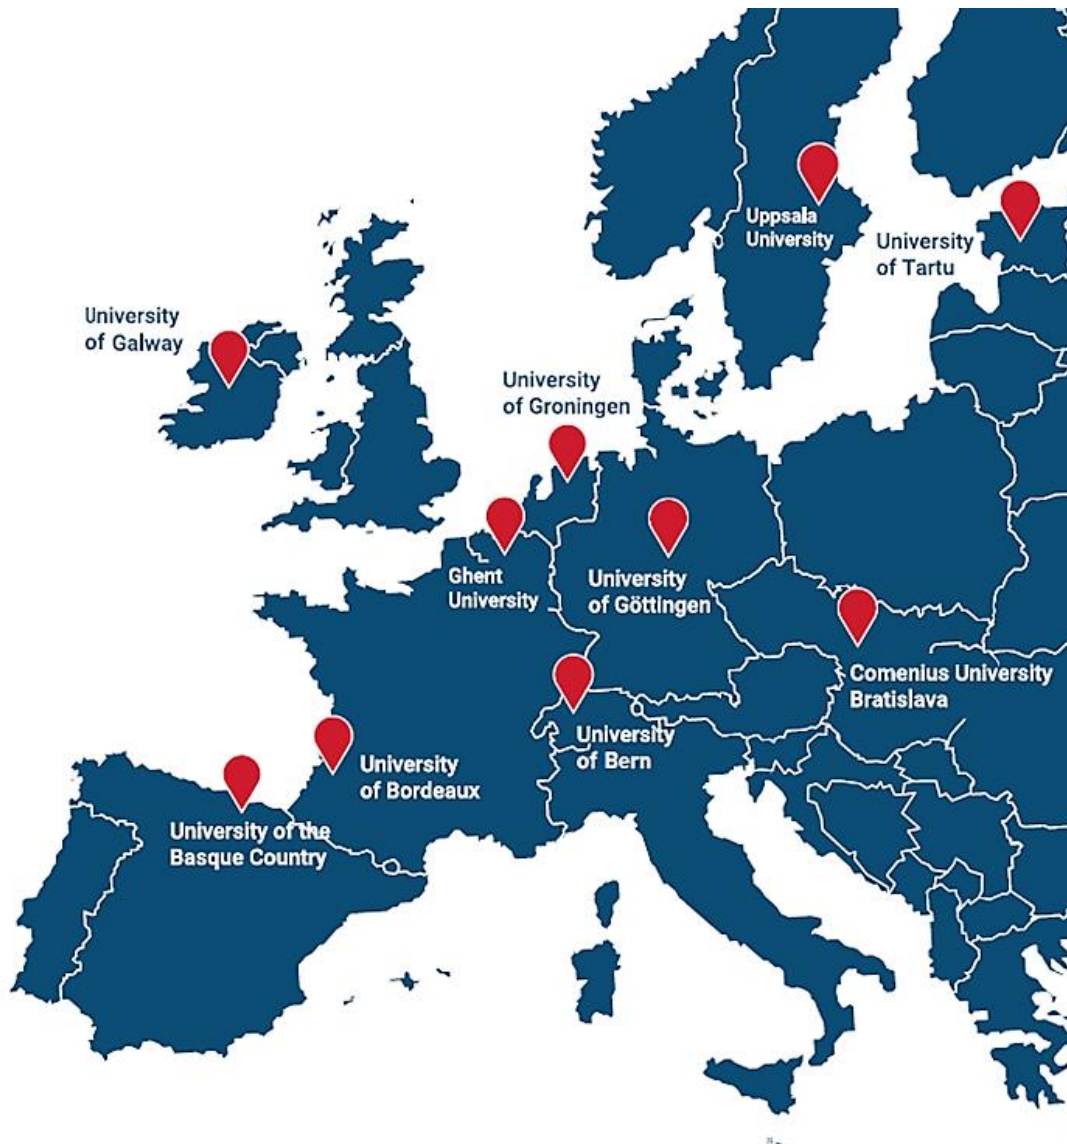 Uppsala
University
University
of Tartu
University
of Galway
University
of Groningen
Ghent
University
University
of Göttingen
Comenius University
Bratislava
University
of Bern
University
of Bordeaux
University of the
Basque Country